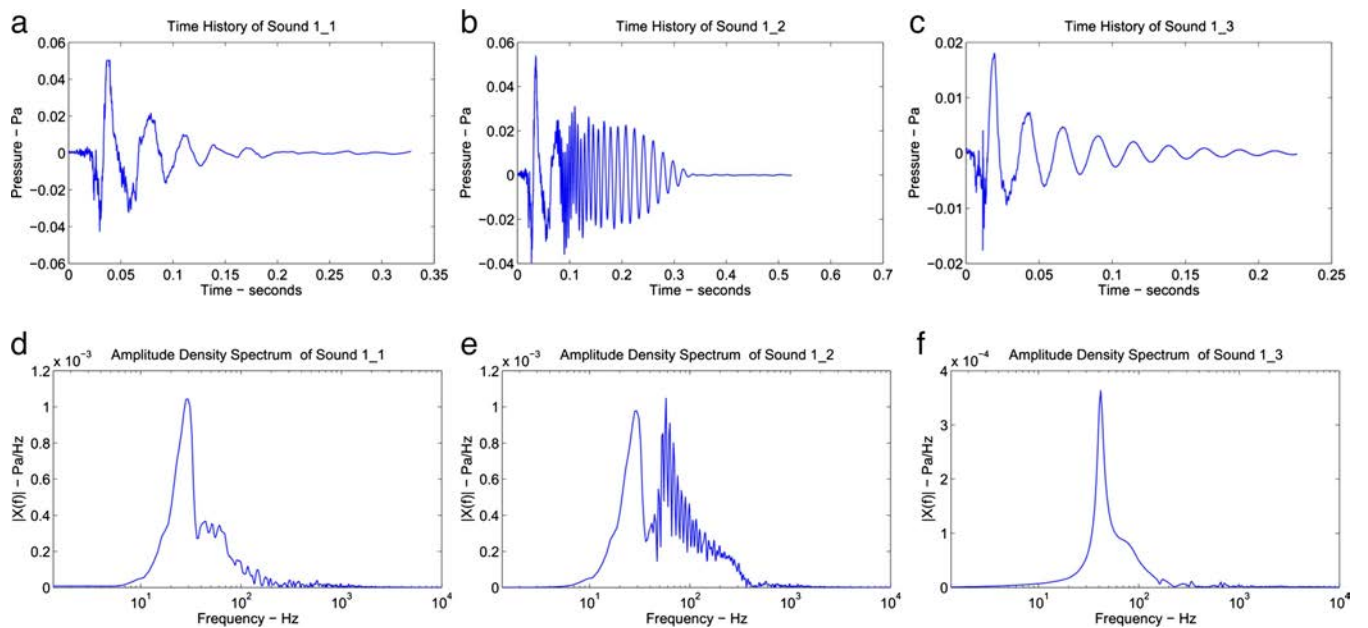 a
Time History of Sound 1_1
0.06
0.04
0.02
0
−0.02
−0.04
−0.06
Pressure − Pa
0
0.05
0.1
0.15
0.2
0.25
0.3
0.35
Time − seconds
b
Time History of Sound 1_2
0.06
0.04
0.02
0
−0.02
−0.04
Pressure − Pa
0
0.1
0.2
0.3
0.4
0.5
0.6
0.7
Time − seconds
c
Time History of Sound 1_3
0.02
0.01
0
−0.01
−0.02
Pressure − Pa
0
0.05
0.1
0.15
0.2
0.25
Time − seconds
d
x 10⁻³
Amplitude Density Spectrum of Sound 1_1
1.2
1
0.8
0.6
0.4
0.2
0
|X(f)| − Pa/Hz
10¹
10²
10³
10⁴
Frequency − Hz
e
x 10⁻³
Amplitude Density Spectrum of Sound 1_2
1.2
1
0.8
0.6
0.4
0.2
0
|X(f)| − Pa/Hz
10¹
10²
10³
10⁴
Frequency − Hz
f
x 10⁻⁴
Amplitude Density Spectrum of Sound 1_3
4
3
2
1
0
|X(f)| − Pa/Hz
10¹
10²
10³
10⁴
Frequency − Hz